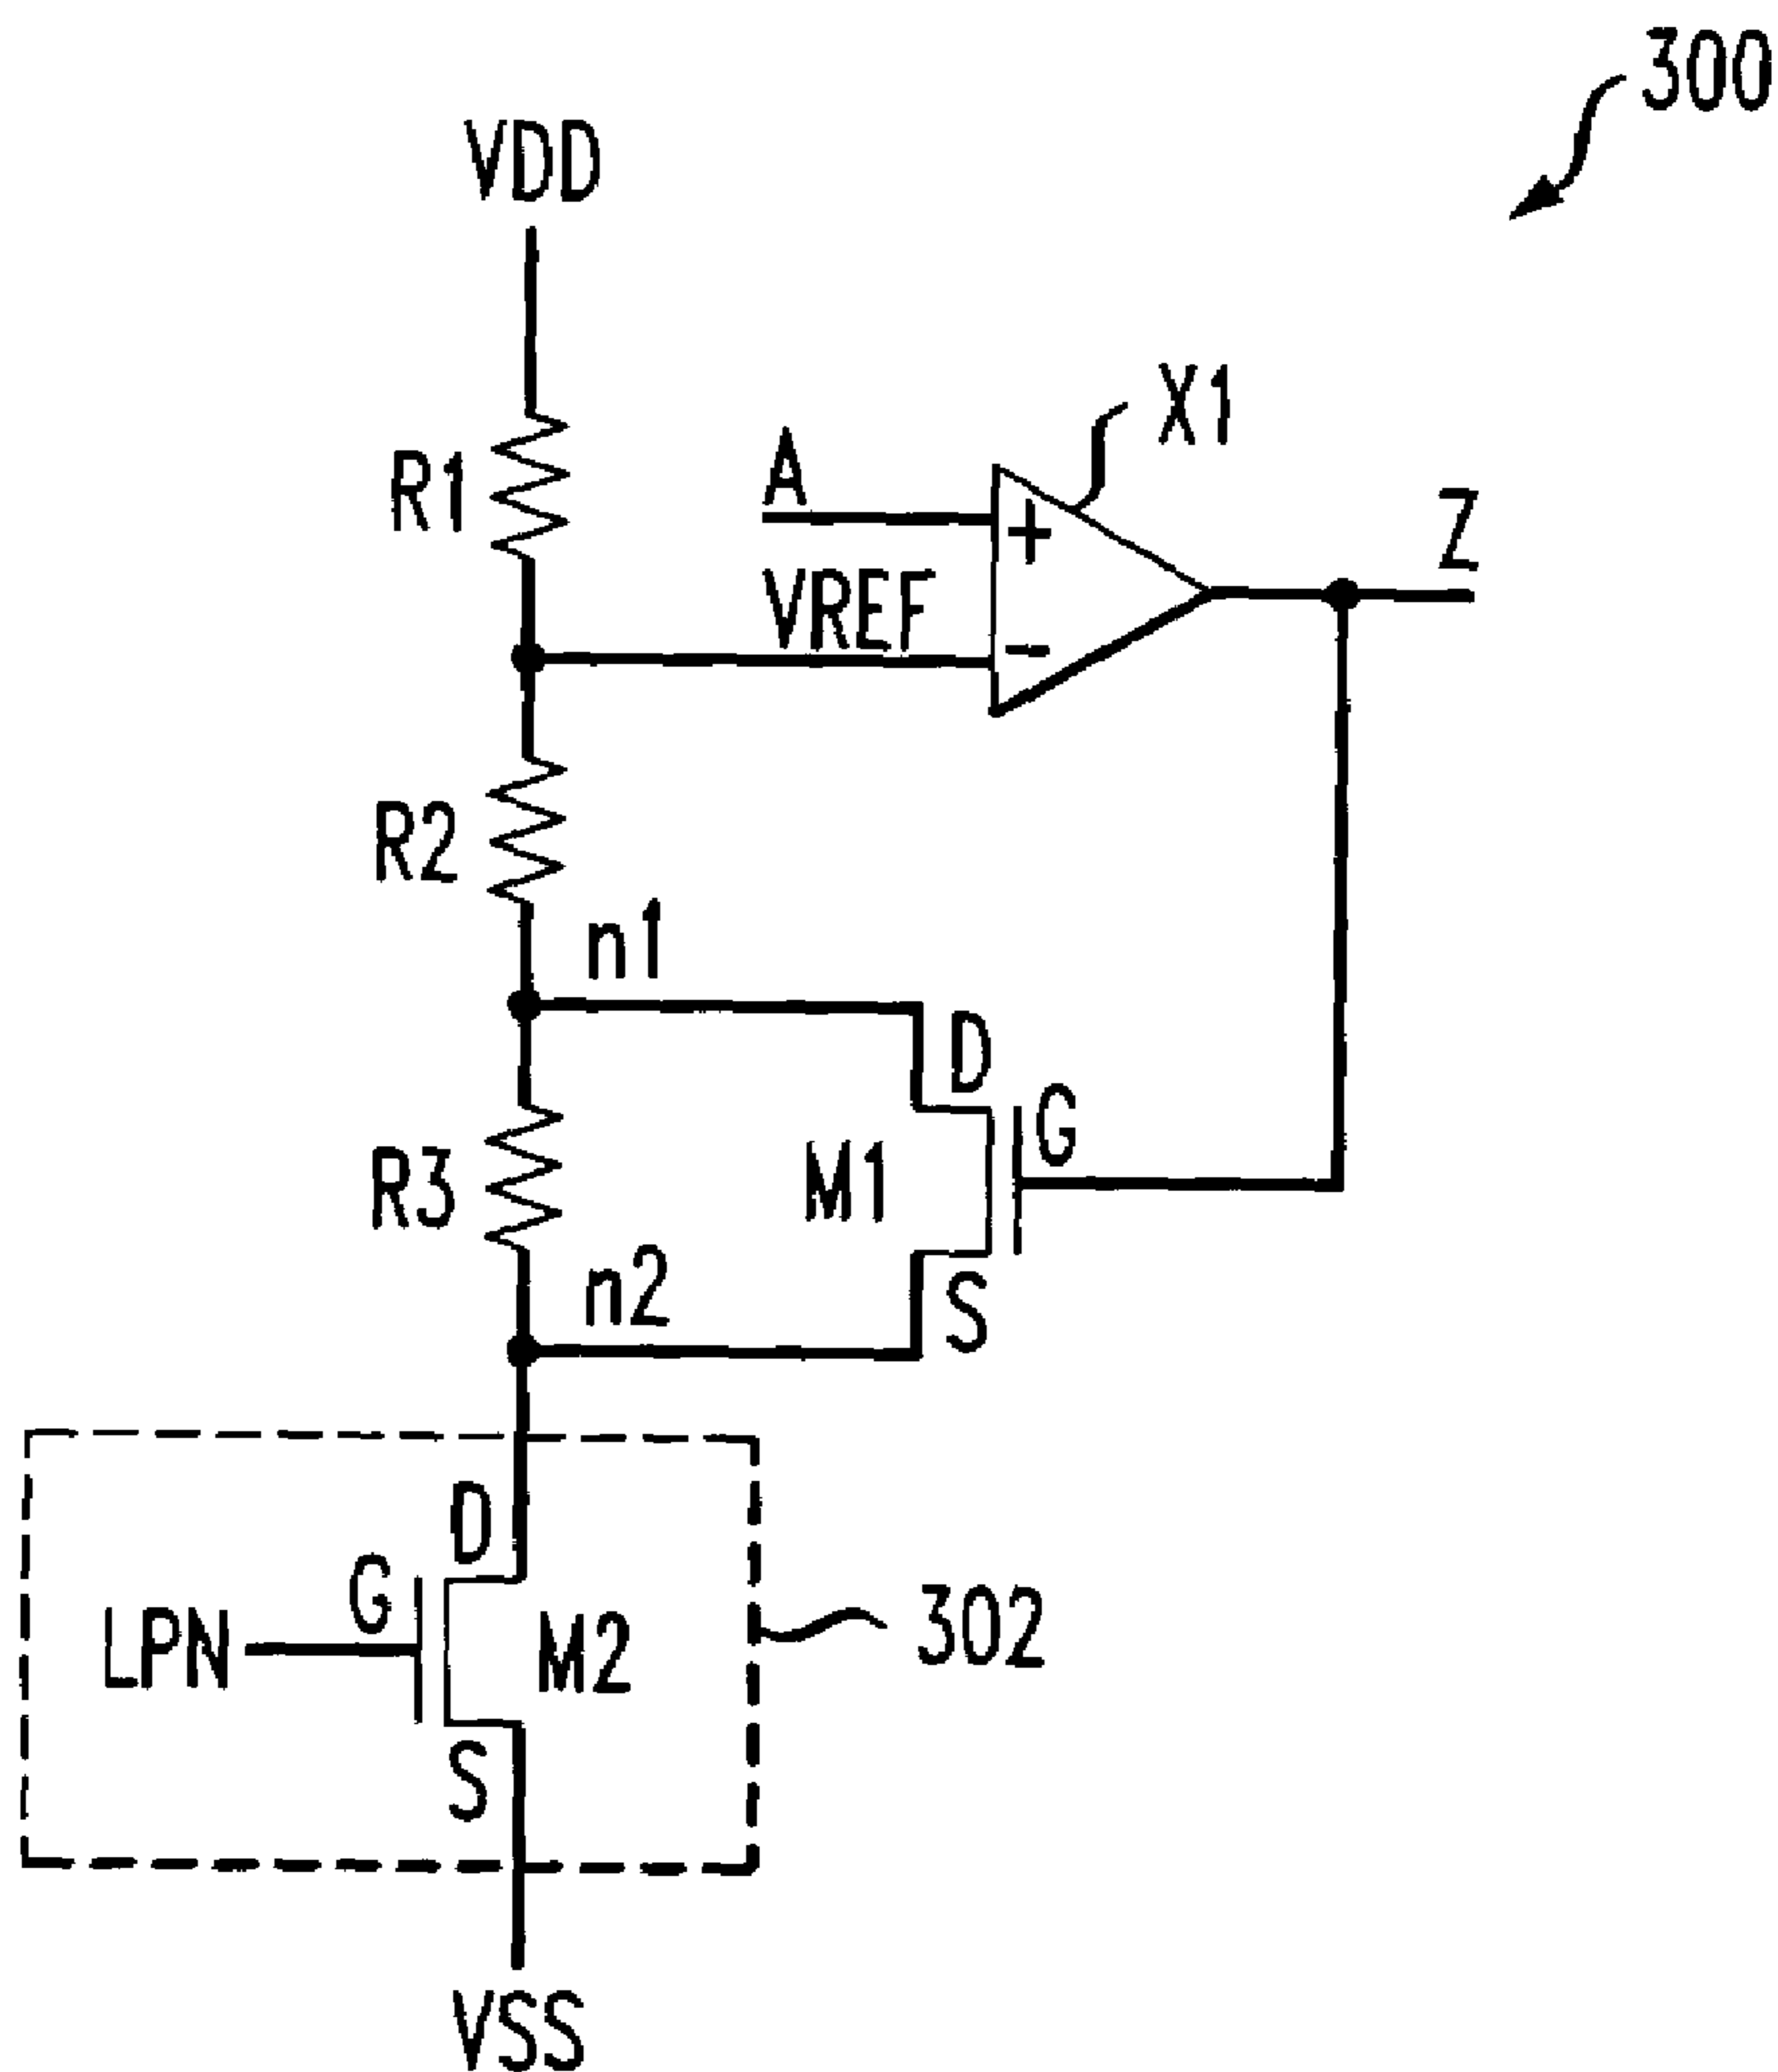 300
VDD
X1
R1
A
+
Z
VREF
-
R2
n1
D
G
R3
M1
n2
S
D
G
LPN
M2
302
S
VSS